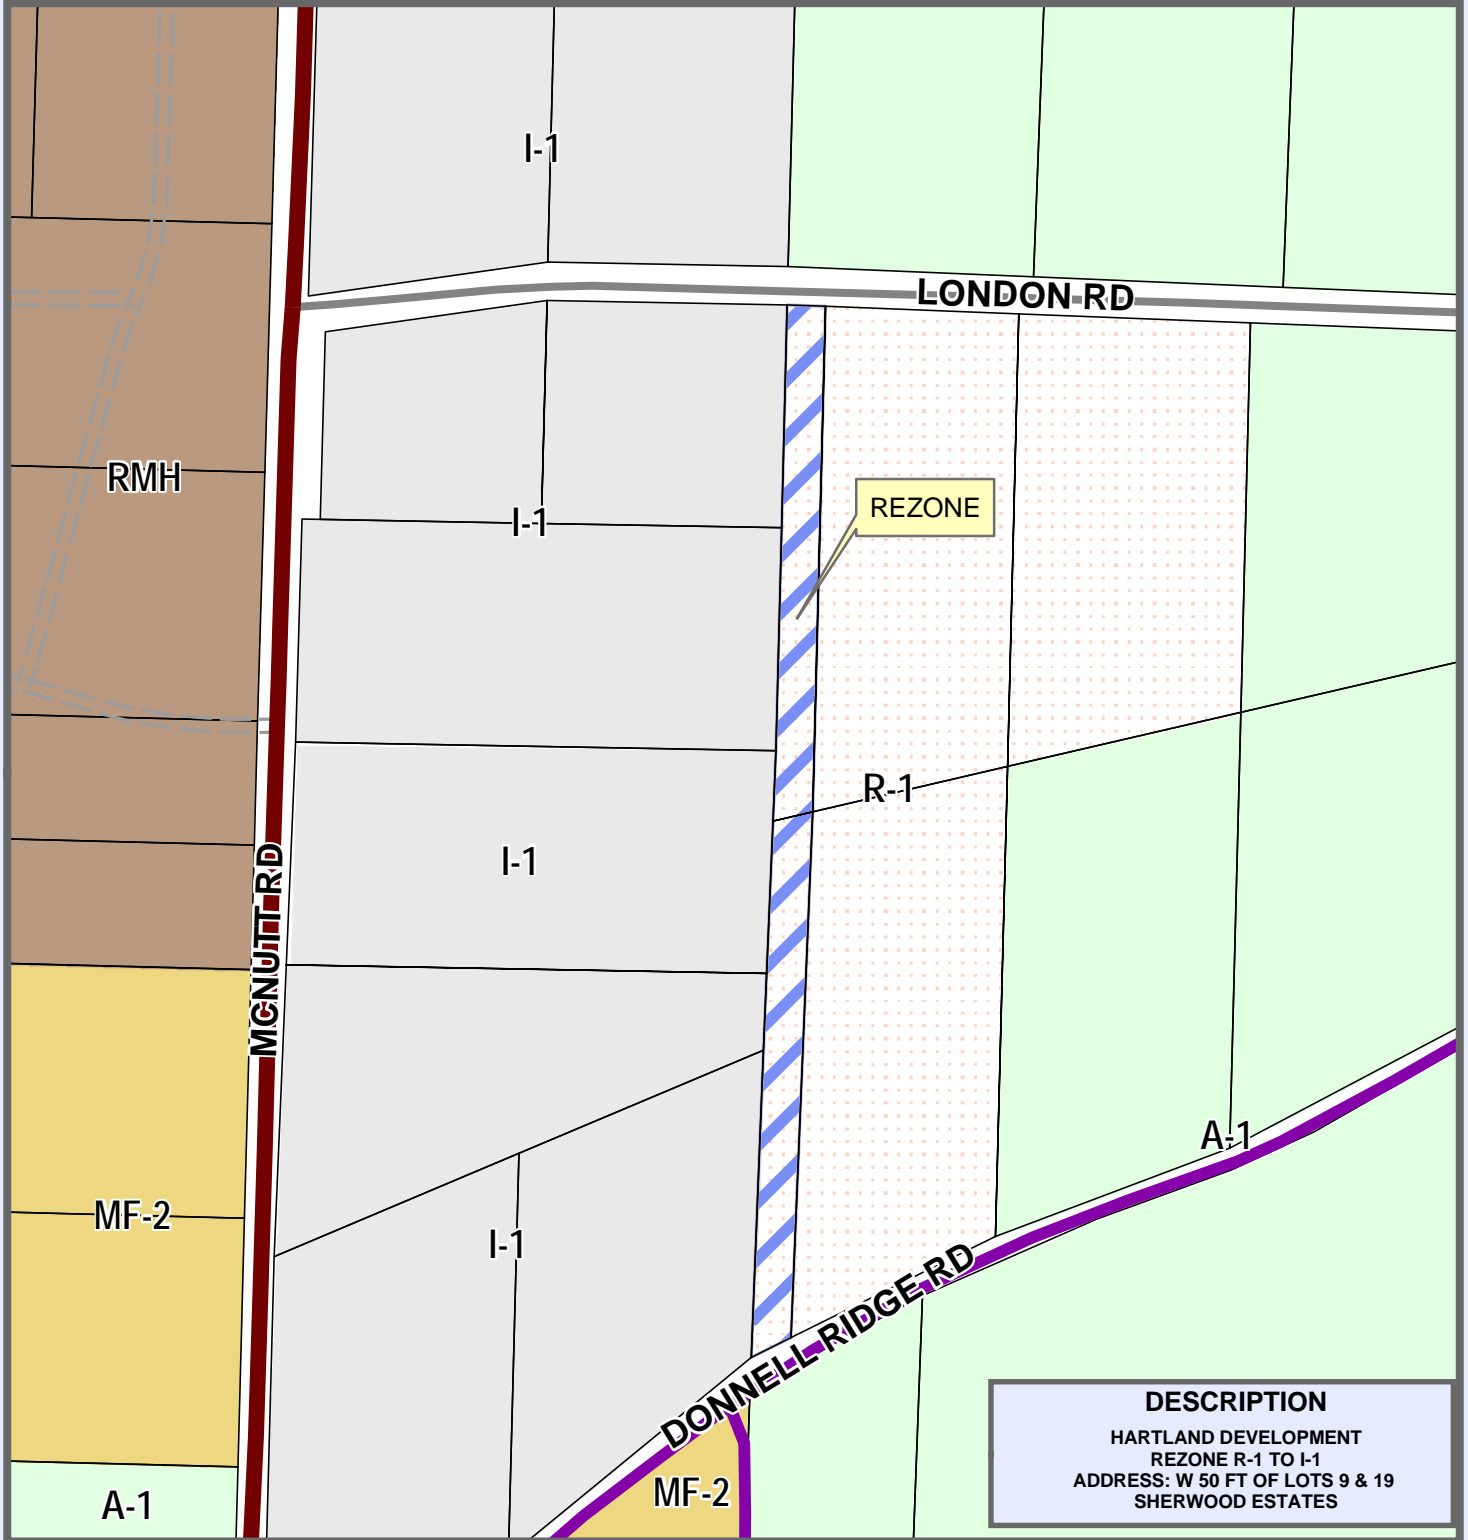 I-1
LONDON RD
RMH
REZONE
I-1
R-1
I-1
MCNUTT RD
A-1
MF-2
I-1
DONNELL RIDGE RD
DESCRIPTION
HARTLAND DEVELOPMENT
REZONE R-1 TO I-1
ADDRESS: W 50 FT OF LOTS 9 & 19
SHERWOOD ESTATES
MF-2
A-1